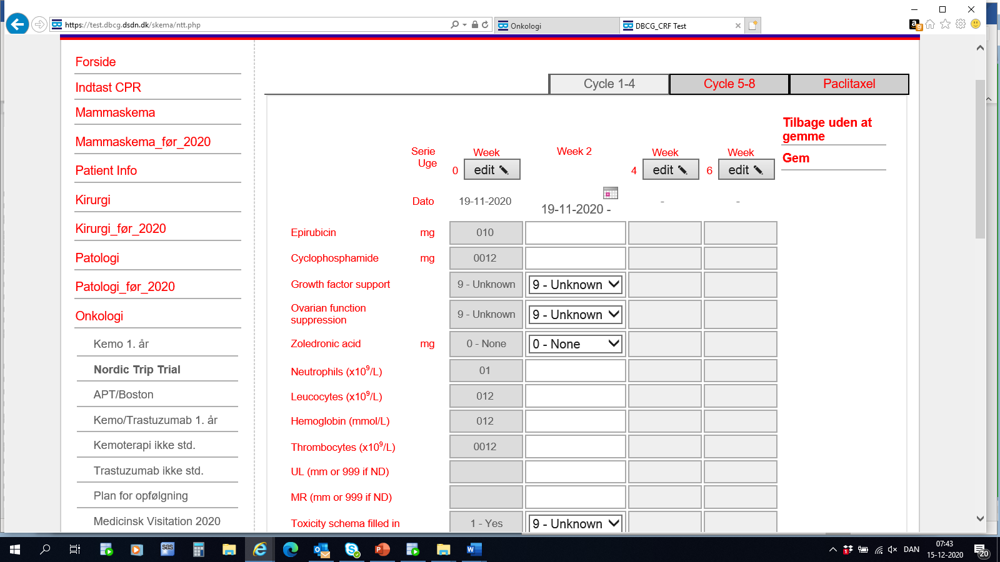 https://test.dbcg.dsdn.dk/skema/ntt.php
Onkologi
DBCG_CRF Test
Forside
Indtast CPR
Mammaskema
Mammaskema_før_2020
Patient Info
Kirurgi
Kirurgi_før_2020
Patologi
Patologi_før_2020
Onkologi
Kemo 1. år
Nordic Trip Trial
APT/Boston
Kemo/Trastuzumab 1. år
Kemoterapi ikke std.
Trastuzumab ikke std.
Plan for opfølgning
Medicinsk Visitation 2020
Cycle 1-4 Cycle 5-8 Paclitaxel
Tilbage uden at
gemme
Gem
Serie
Uge
Week
0 edit
Week 2
Week
4 edit
Week
6 edit
Dato 19-11-2020 19-11-2020 - - -
Epirubicin mg 010
Cyclophosphamide mg 0012
Growth factor support 9 - Unknown 9 - Unknown
Ovarian function
suppression 9 - Unknown 9 - Unknown
Zoledronic acid mg 0 - None 0 - None
Neutrophils (x10⁹/L) 01
Leucocytes (x10⁹/L) 012
Hemoglobin (mmol/L) 012
Thrombocytes (x10⁹/L) 0012
UL (mm or 999 if ND)
MR (mm or 999 if ND)
Toxicity schema filled in 1 - Yes 9 - Unknown
DAN
07:43
15-12-2020
20